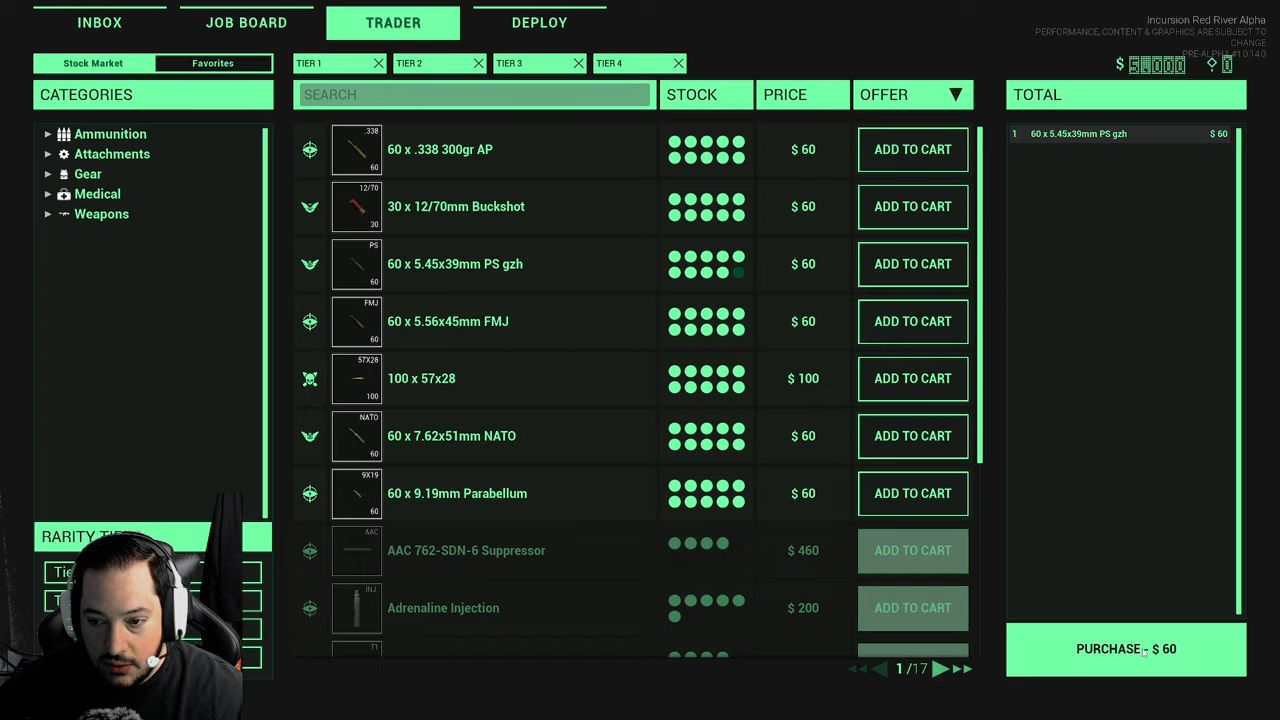 INBOX
JOB BOARD
TRADER
DEPLOY
Incursion Red River Alpha
PERFORMANCE, CONTENT & GRAPHICS ARE SUBJECT TO
CHANGE
Stock Market
Favorites
TIER 1
TIER 2
TIER 3
TIER 4
CATEGORIES
SEARCH
STOCK
PRICE
OFFER
TOTAL
Ammunition
Attachments
Gear
Medical
Weapons
.338
60
60 x .338 300gr AP
$ 60
ADD TO CART
12/70
30
30 x 12/70mm Buckshot
$ 60
ADD TO CART
PS
60
60 x 5.45x39mm PS gzh
$ 60
ADD TO CART
FMJ
60
60 x 5.56x45mm FMJ
$ 60
ADD TO CART
57X28
100
100 x 57x28
$ 100
ADD TO CART
NATO
60
60 x 7.62x51mm NATO
$ 60
ADD TO CART
9X19
60
60 x 9.19mm Parabellum
$ 60
ADD TO CART
AAC
AAC 762-SDN-6 Suppressor
$ 460
ADD TO CART
INJ.
Adrenaline Injection
$ 200
ADD TO CART
T1
1/17
1 60 x 5.45x39mm PS gzh $ 60
PURCHASE - $ 60
RARITY